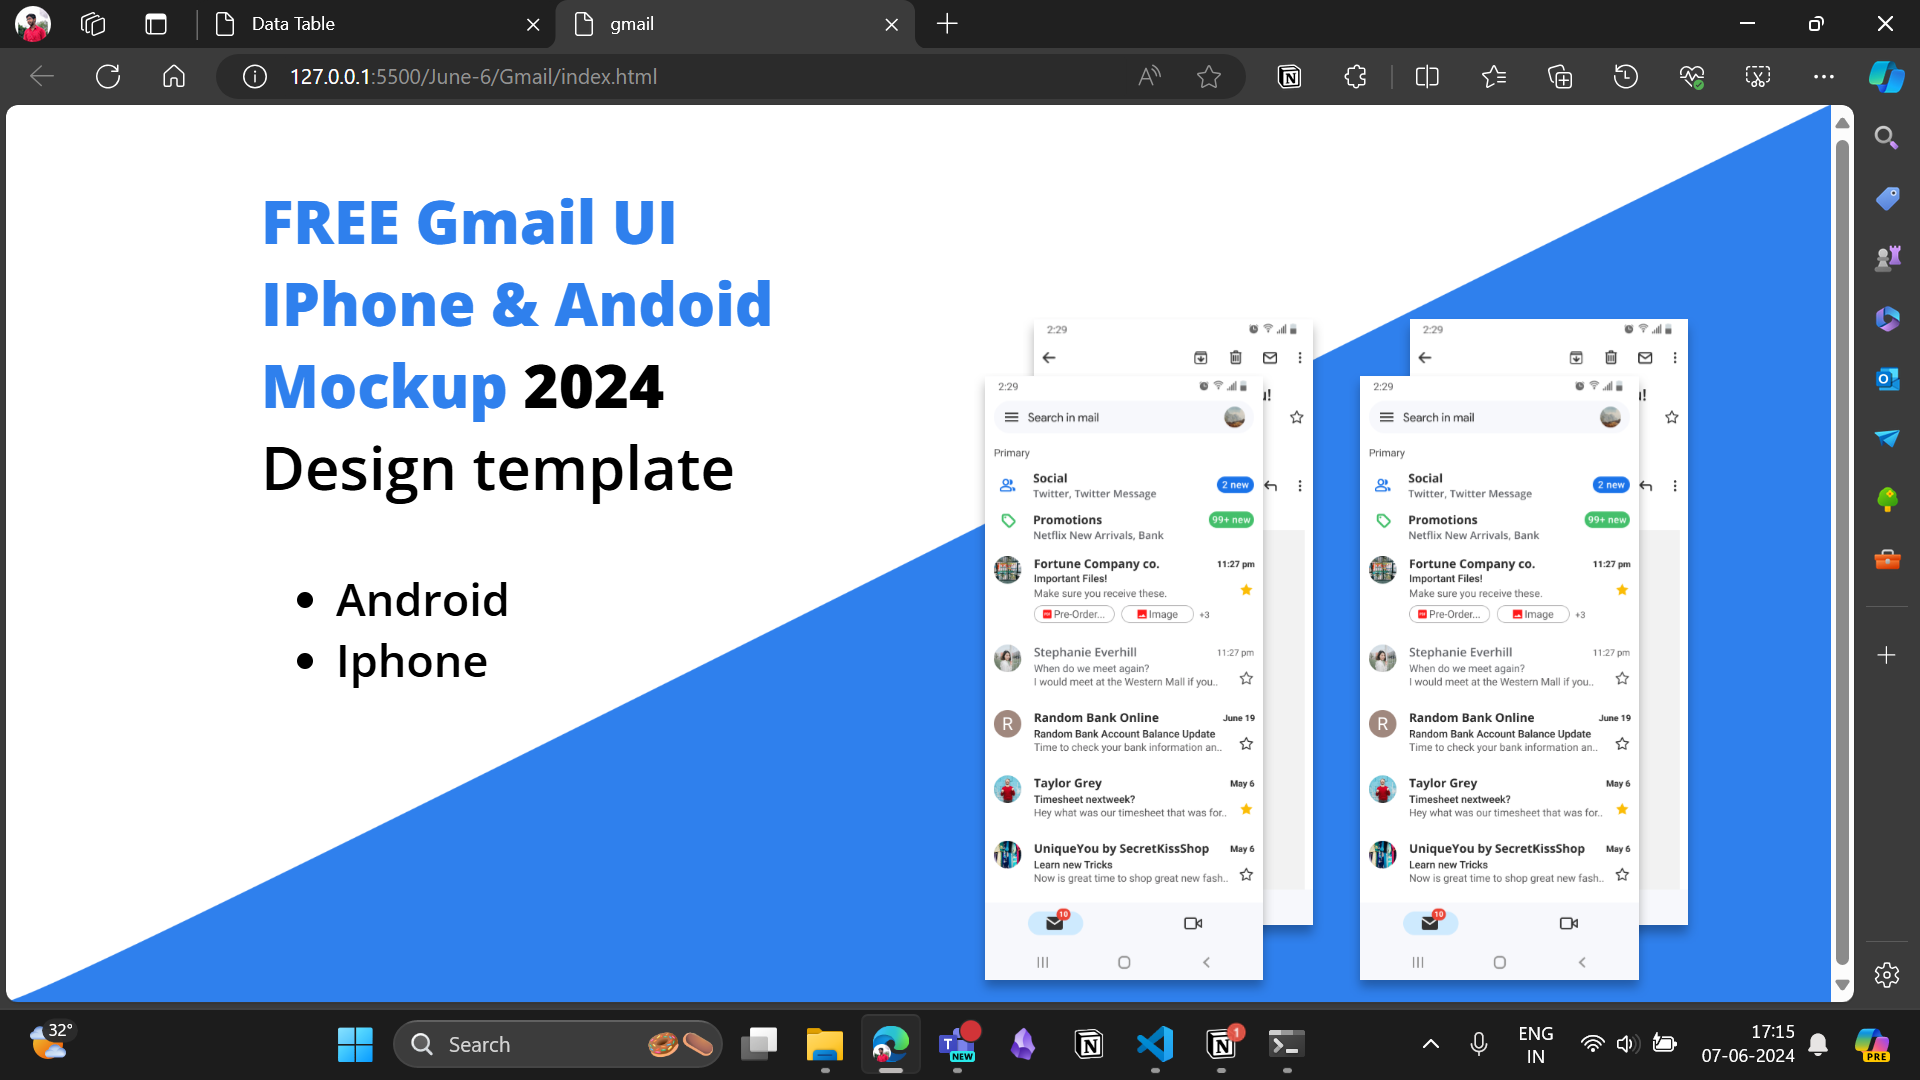 Data Table
gmail
127.0.0.1:5500/June-6/Gmail/index.html
FREE Gmail UI
IPhone & Andoid
Mockup 2024
Design template
Android
Iphone
2:29
2:29
!
Search in mail
Primary
Social
2 new
Twitter, Twitter Message
Promotions
99+ new
Netflix New Arrivals, Bank
Fortune Company co.
11:27 pm
Important Files!
Make sure you receive these.
Pre-Order...
Image
+3
Stephanie Everhill
11:27 pm
When do we meet again?
I would meet at the Western Mall if you..
R
Random Bank Online
June 19
Random Bank Account Balance Update
Time to check your bank information an..
Taylor Grey
May 6
Timesheet nextweek?
Hey what was our timesheet that was for..
UniqueYou by SecretKissShop
May 6
Learn new Tricks
Now is great time to shop great new fash..
10
2:29
2:29
!
Search in mail
Primary
Social
2 new
Twitter, Twitter Message
Promotions
99+ new
Netflix New Arrivals, Bank
Fortune Company co.
11:27 pm
Important Files!
Make sure you receive these.
Pre-Order...
Image
+3
Stephanie Everhill
11:27 pm
When do we meet again?
I would meet at the Western Mall if you..
R
Random Bank Online
June 19
Random Bank Account Balance Update
Time to check your bank information an..
Taylor Grey
May 6
Timesheet nextweek?
Hey what was our timesheet that was for..
UniqueYou by SecretKissShop
May 6
Learn new Tricks
Now is great time to shop great new fash..
10
32°
Search
NEW
1
ENG
IN
17:15
07-06-2024
PRE